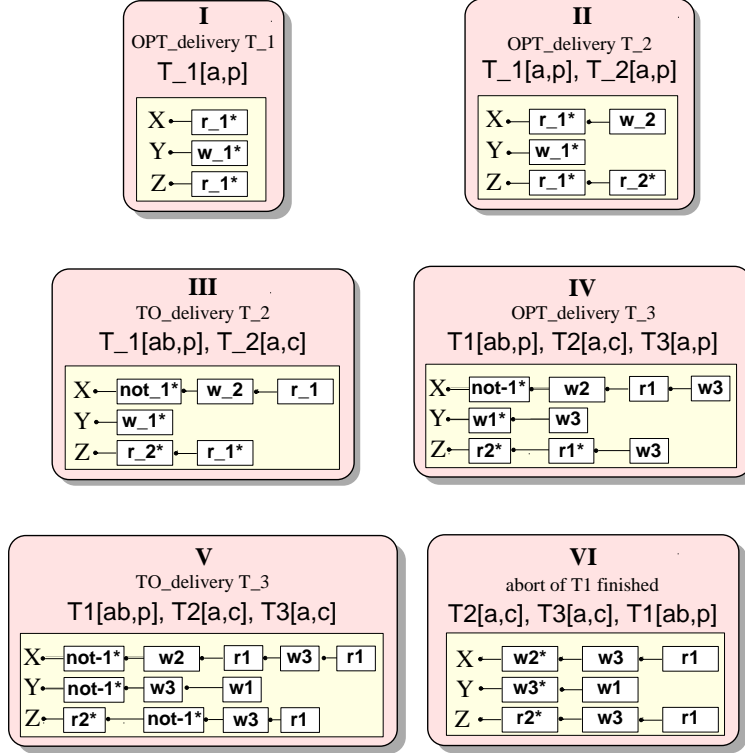 I
OPT_delivery T_1
T_1[a,p]
X r_1*
Y w_1*
Z r_1*
II
OPT_delivery T_2
T_1[a,p], T_2[a,p]
X r_1* w_2
Y w_1*
Z r_1* r_2*
III
TO_delivery T_2
T_1[ab,p], T_2[a,c]
X not_1* w_2 r_1
Y w_1*
Z r_2* r_1*
IV
OPT_delivery T_3
T1[ab,p], T2[a,c], T3[a,p]
X not-1* w2 r1 w3
Y w1* w3
Z r2* r1* w3
V
TO_delivery T_3
T1[ab,p], T2[a,c], T3[a,c]
X not-1* w2 r1 w3 r1
Y not-1* w3 w1
Z r2* not-1* w3 r1
VI
abort of T1 finished
T2[a,c], T3[a,c], T1[ab,p]
X w2* w3 r1
Y w3* w1
Z r2* w3 r1